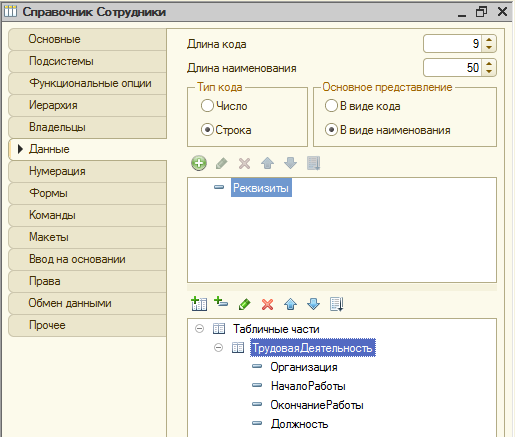 Справочник Сотрудники
Основные
Подсистемы
Функциональные опции
Иерархия
Владельцы
Данные
Нумерация
Формы
Команды
Макеты
Ввод на основании
Права
Обмен данными
Прочее
Длина кода 9
Длина наименования 50
Тип кода
Число
Строка
Основное представление
В виде кода
В виде наименования
Реквизиты
Табличные части
ТрудоваяДеятельность
Организация
НачалоРаботы
ОкончаниеРаботы
Должность